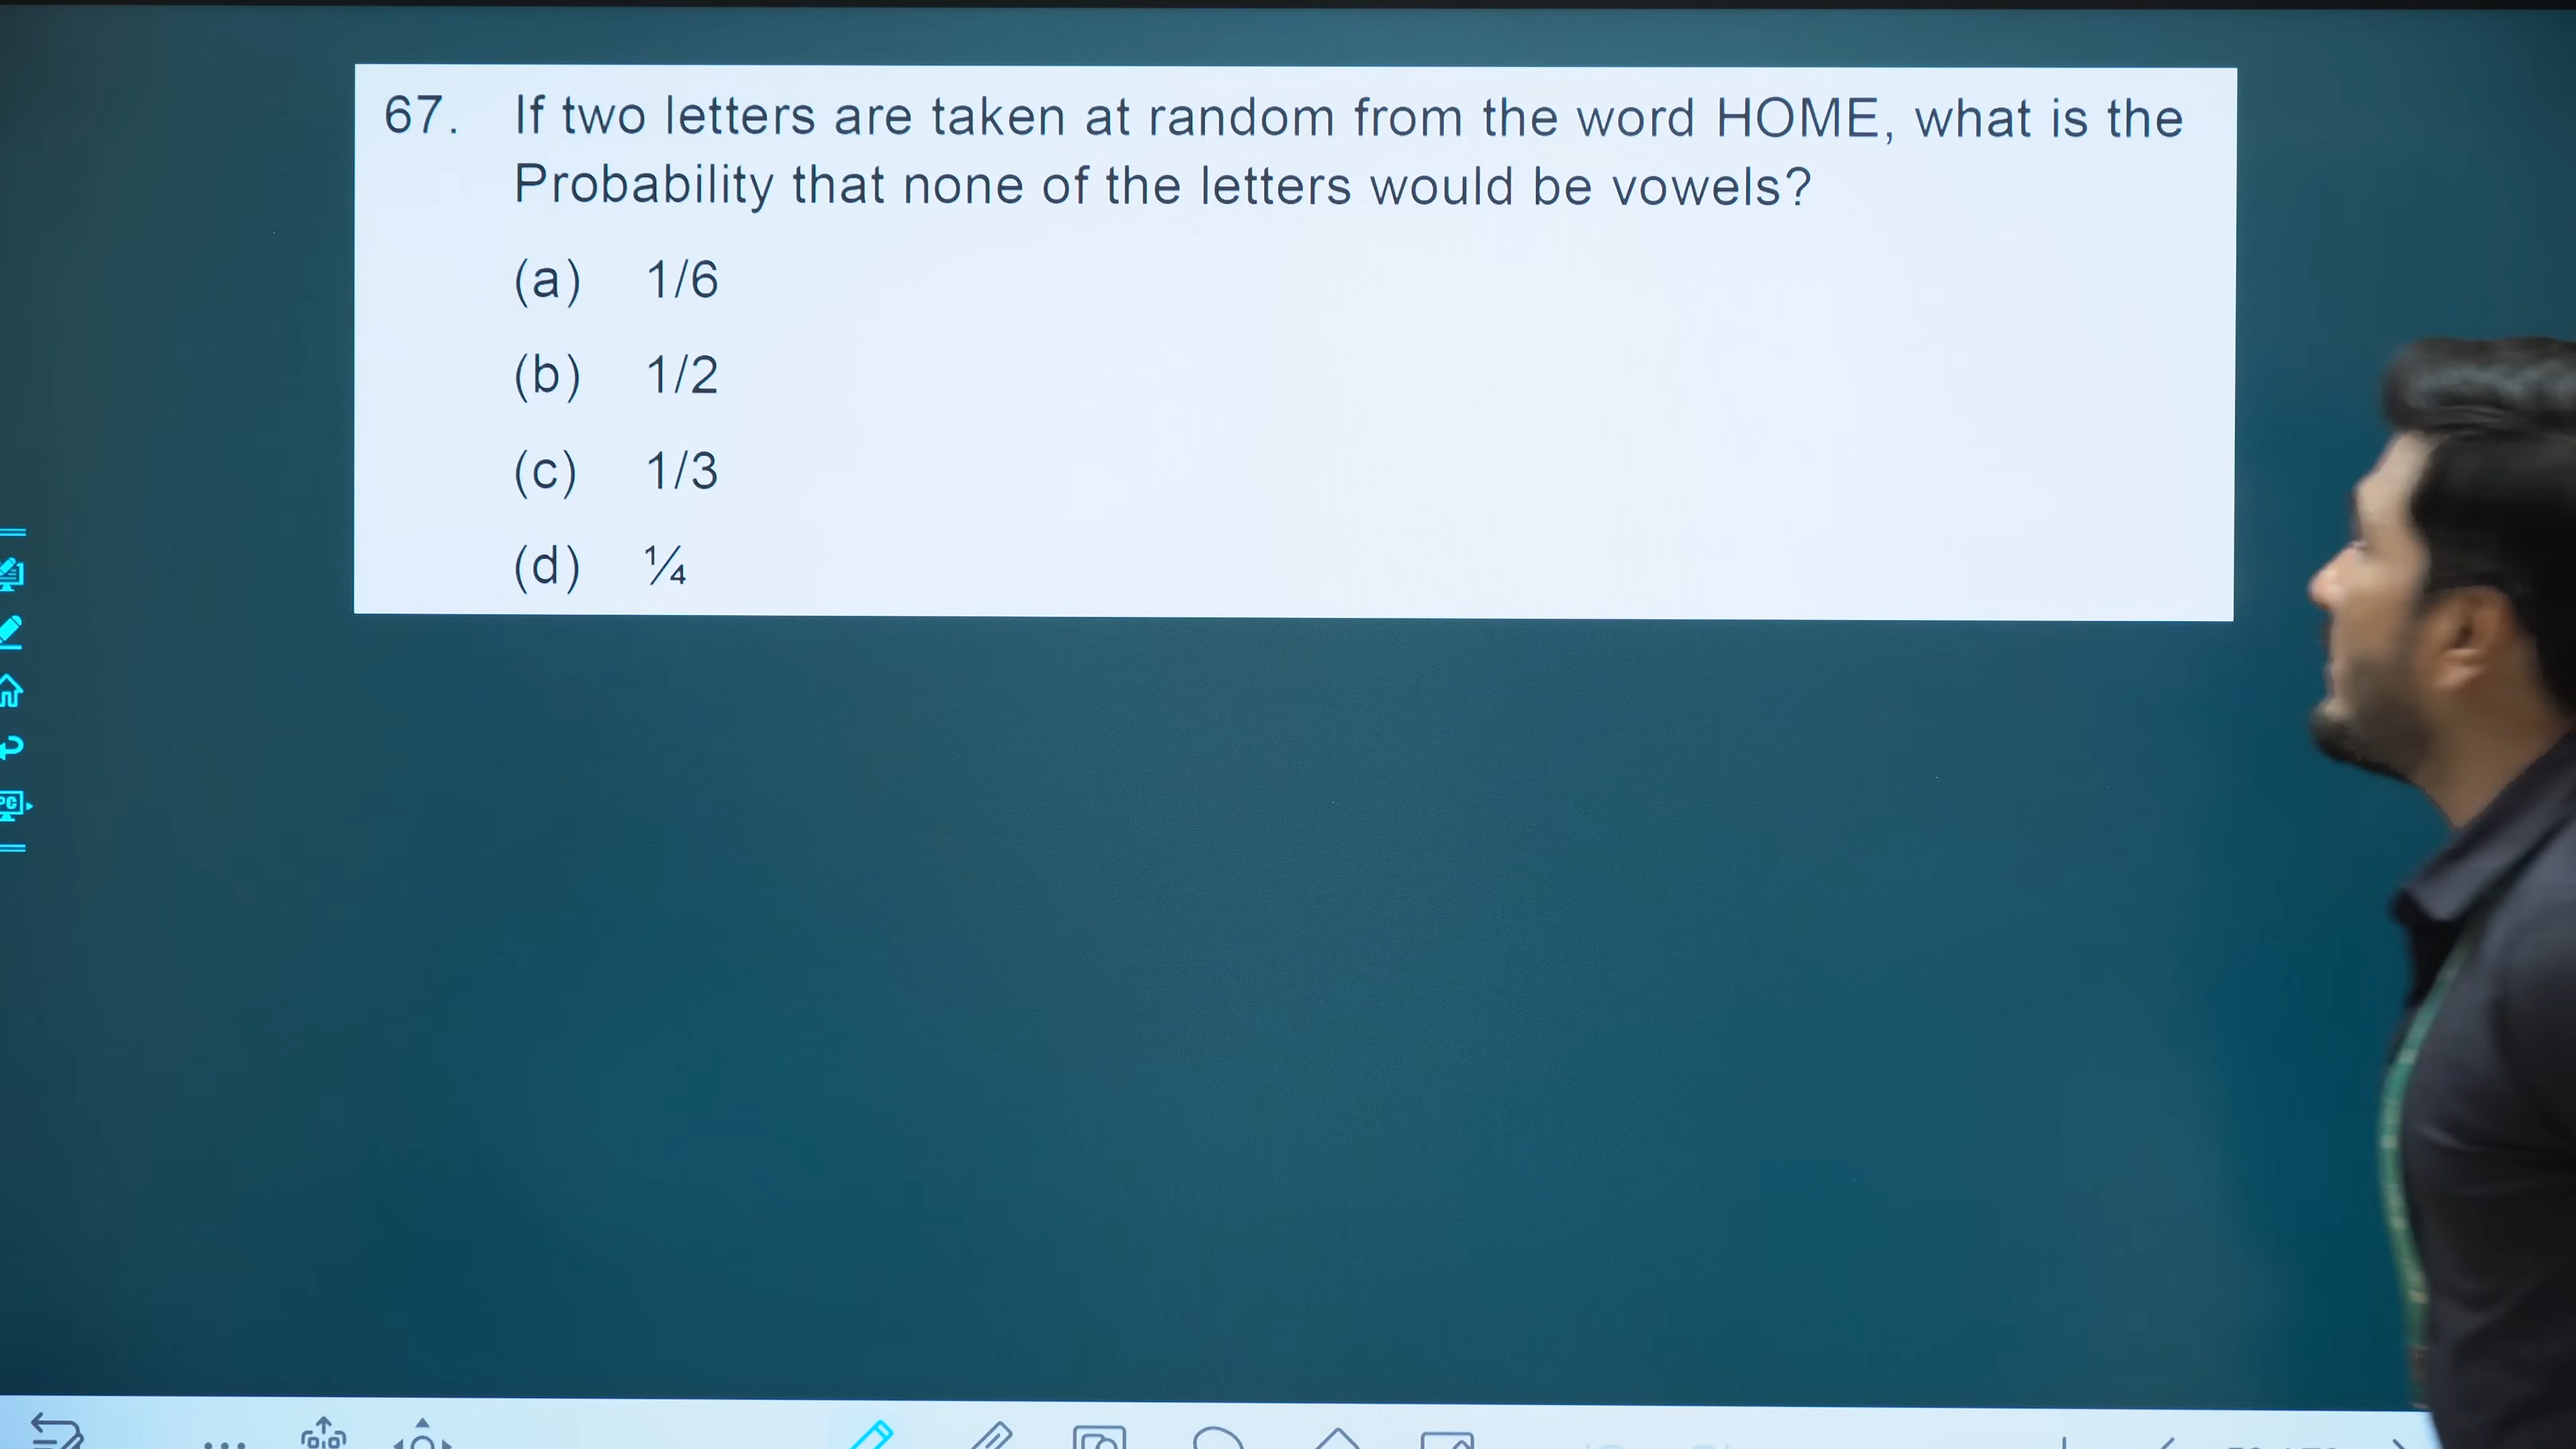 67. If two letters are taken at random from the word HOME, what is the
Probability that none of the letters would be vowels?
(a) 1/6
(b) 1/2
(c) 1/3
(d) ¼
PC